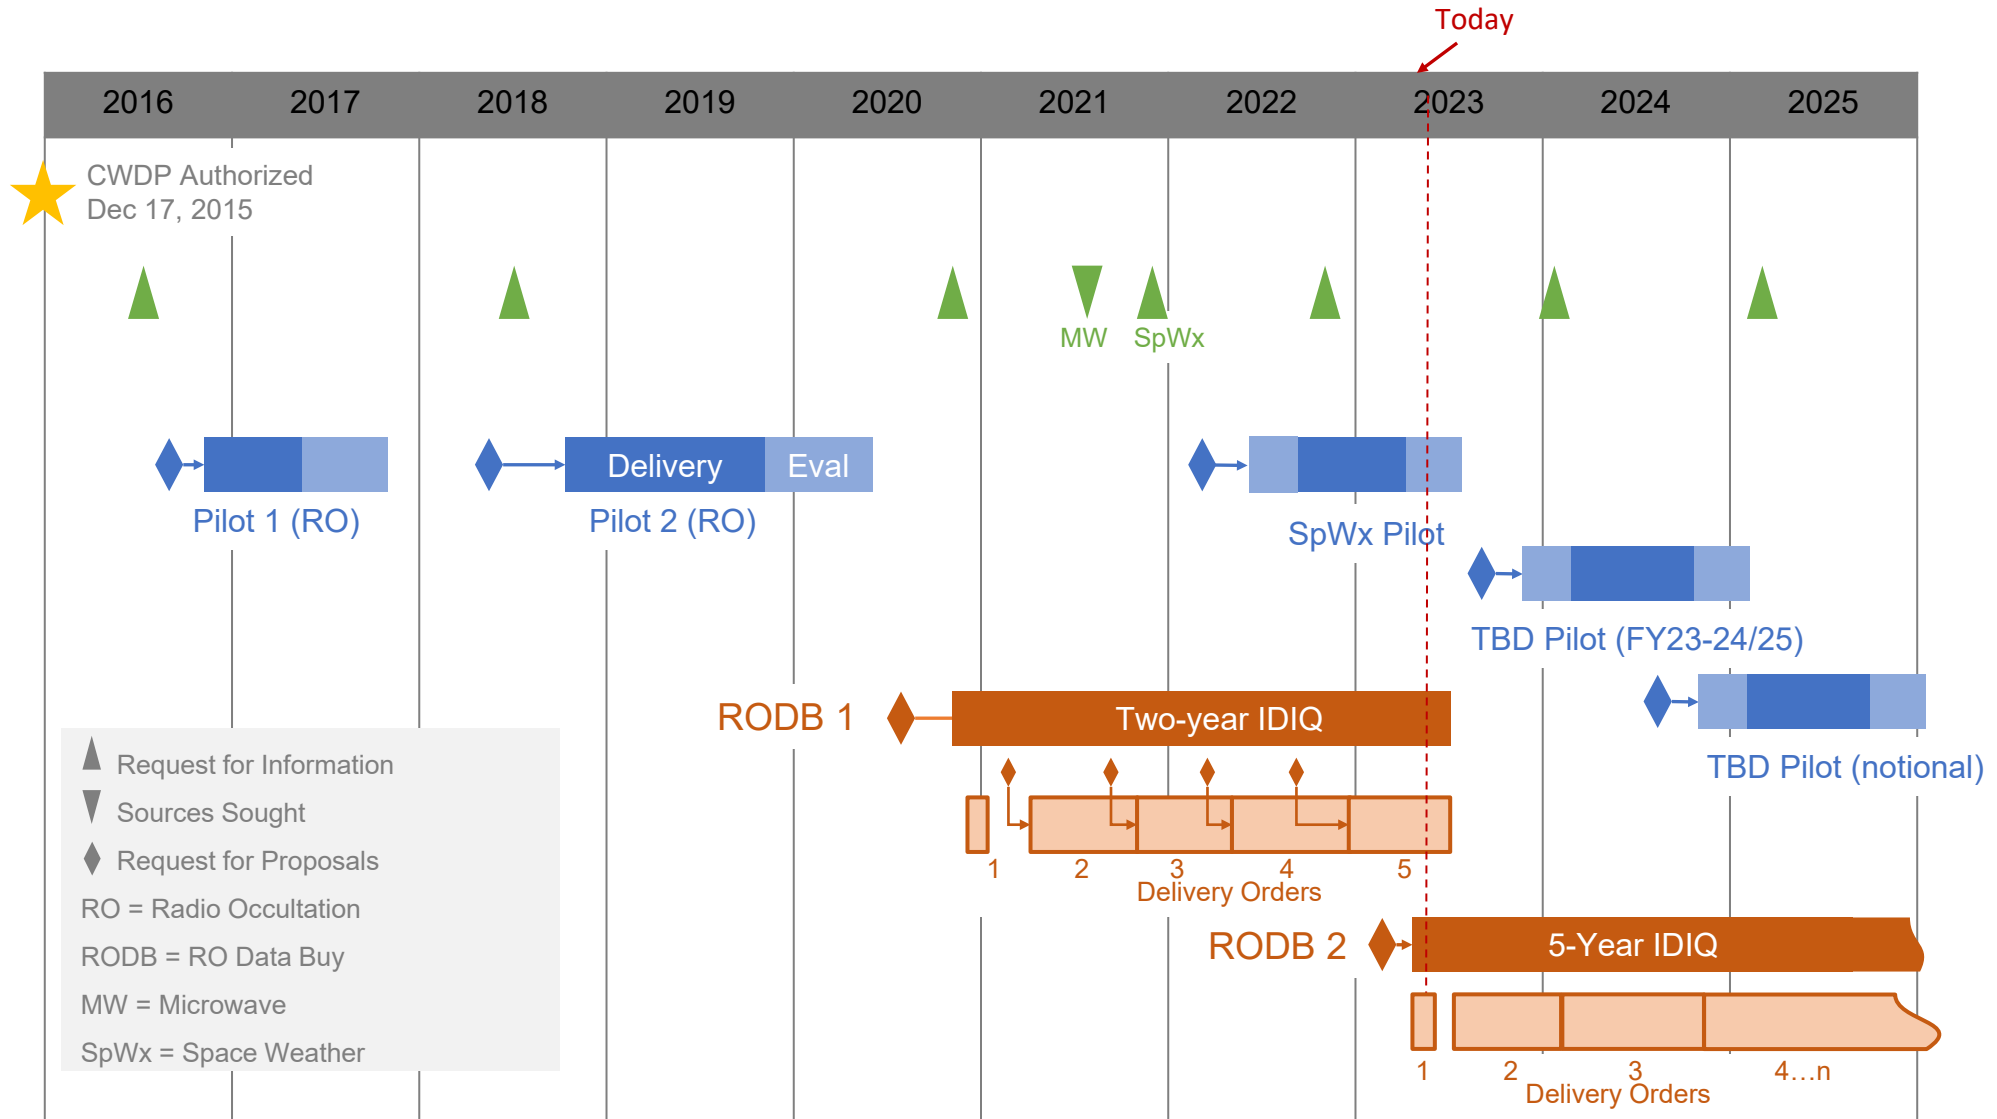 Today
2016 2017 2018 2019 2020 2021 2022 2023 2024 2025
CWDP Authorized
Dec 17, 2015
MW SpWx
Delivery Eval
Pilot 1 (RO) Pilot 2 (RO) SpWx Pilot
TBD Pilot (FY23-24/25)
RODB 1 Two-year IDIQ
TBD Pilot (notional)
1 2 3 4 5
Delivery Orders
RODB 2 5-Year IDIQ
1 2 3 4...n
Delivery Orders
Request for Information
Sources Sought
Request for Proposals
RO = Radio Occultation
RODB = RO Data Buy
MW = Microwave
SpWx = Space Weather